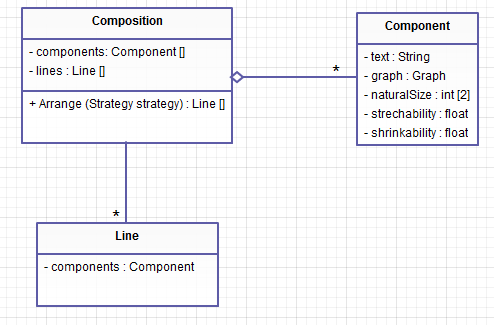 Composition
- components: Component []
- lines : Line []
+ Arrange (Strategy strategy) : Line []
*
Component
- text : String
- graph : Graph
- naturalSize : int [2]
- strechability : float
- shrinkability : float
*
Line
- components : Component